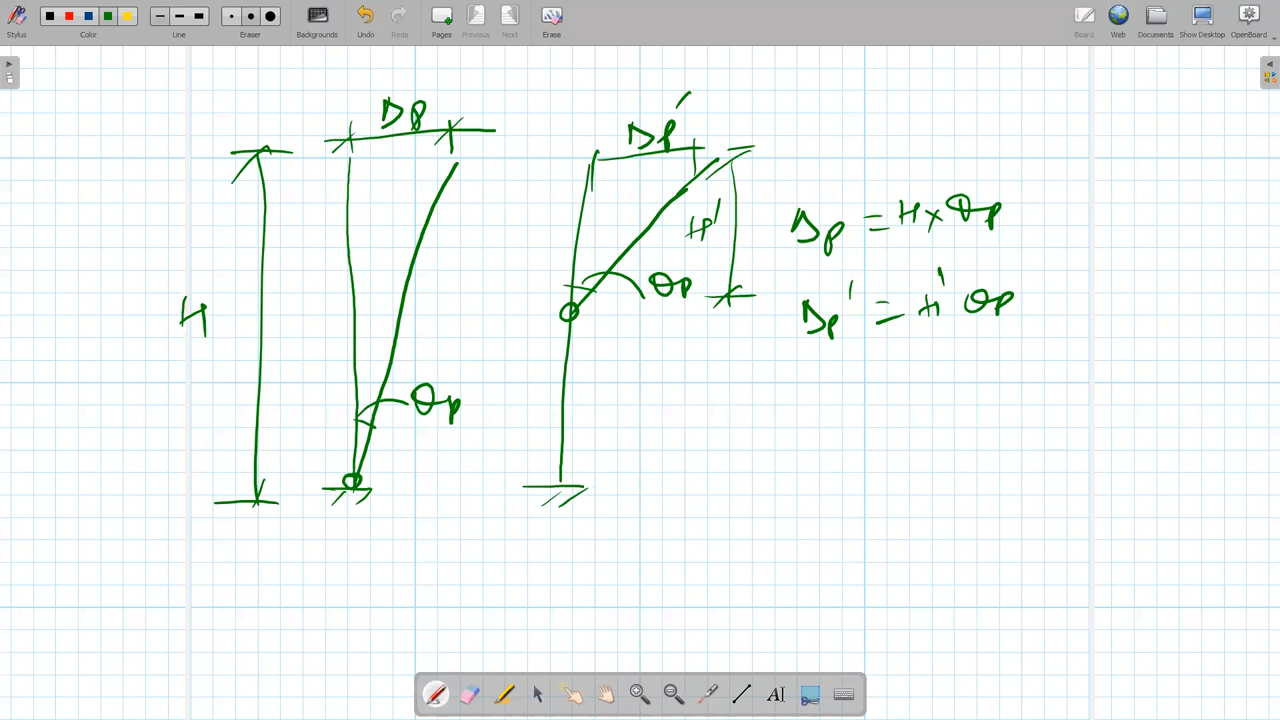 Stylus
Color
Line
Eraser
Backgrounds
Undo
Redo
Pages
Previous
Next
Erase
Board
Web
Documents
Show Desktop
OpenBoard
Δp
Δp'
H
θp
H'
θp
Δp = H x θp
Δp' = H' θp